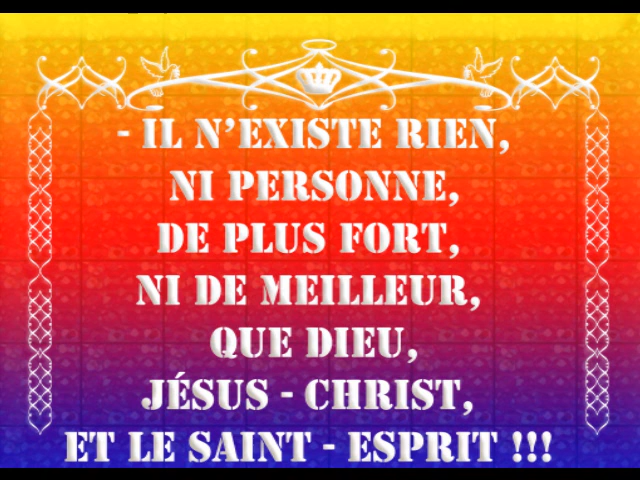 - IL N'EXISTE RIEN,
NI PERSONNE,
DE PLUS FORT,
NI DE MEILLEUR,
QUE DIEU,
JÉSUS - CHRIST,
ET LE SAINT - ESPRIT !!!